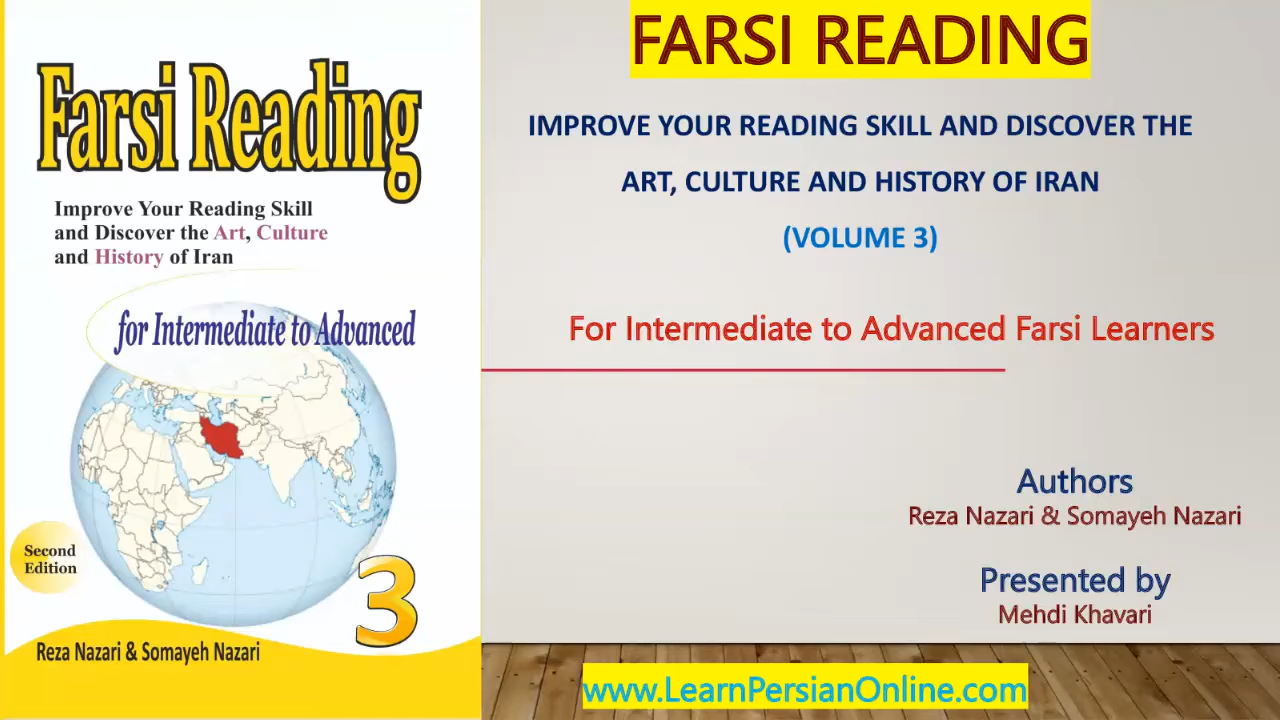 Farsi Reading
Improve Your Reading Skill
and Discover the Art, Culture
and History of Iran
for Intermediate to Advanced
Second
Edition
3
Reza Nazari & Somayeh Nazari
FARSI READING
IMPROVE YOUR READING SKILL AND DISCOVER THE
ART, CULTURE AND HISTORY OF IRAN
(VOLUME 3)
For Intermediate to Advanced Farsi Learners
Authors
Reza Nazari & Somayeh Nazari
Presented by
Mehdi Khavari
www.LearnPersianOnline.com